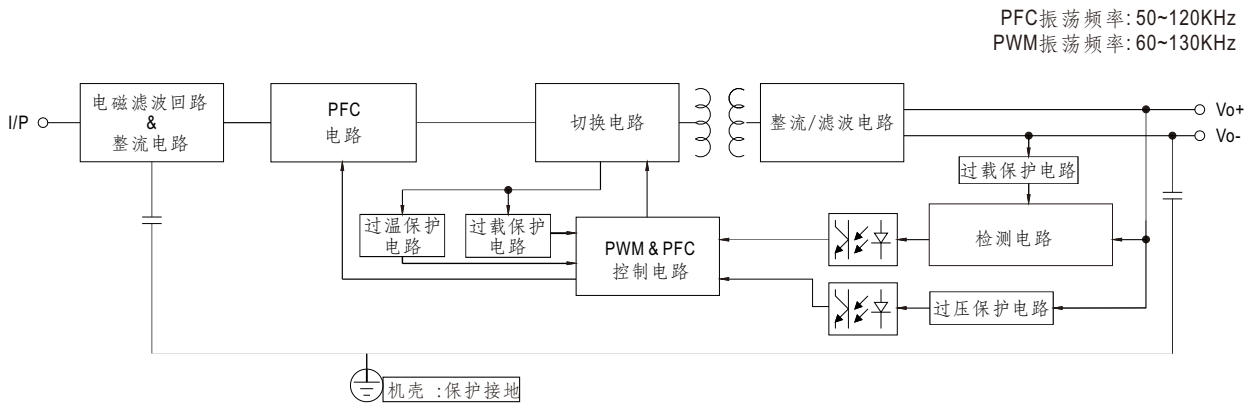 PFC振荡频率: 50~120KHz
PWM振荡频率: 60~130KHz
I/P
电磁滤波回路
&
整流电路
PFC
电路
切换电路
整流/滤波电路
Vo+
Vo-
过载保护电路
过温保护
电路
过载保护
电路
PWM & PFC
控制电路
检测电路
过压保护电路
机壳 :保护接地